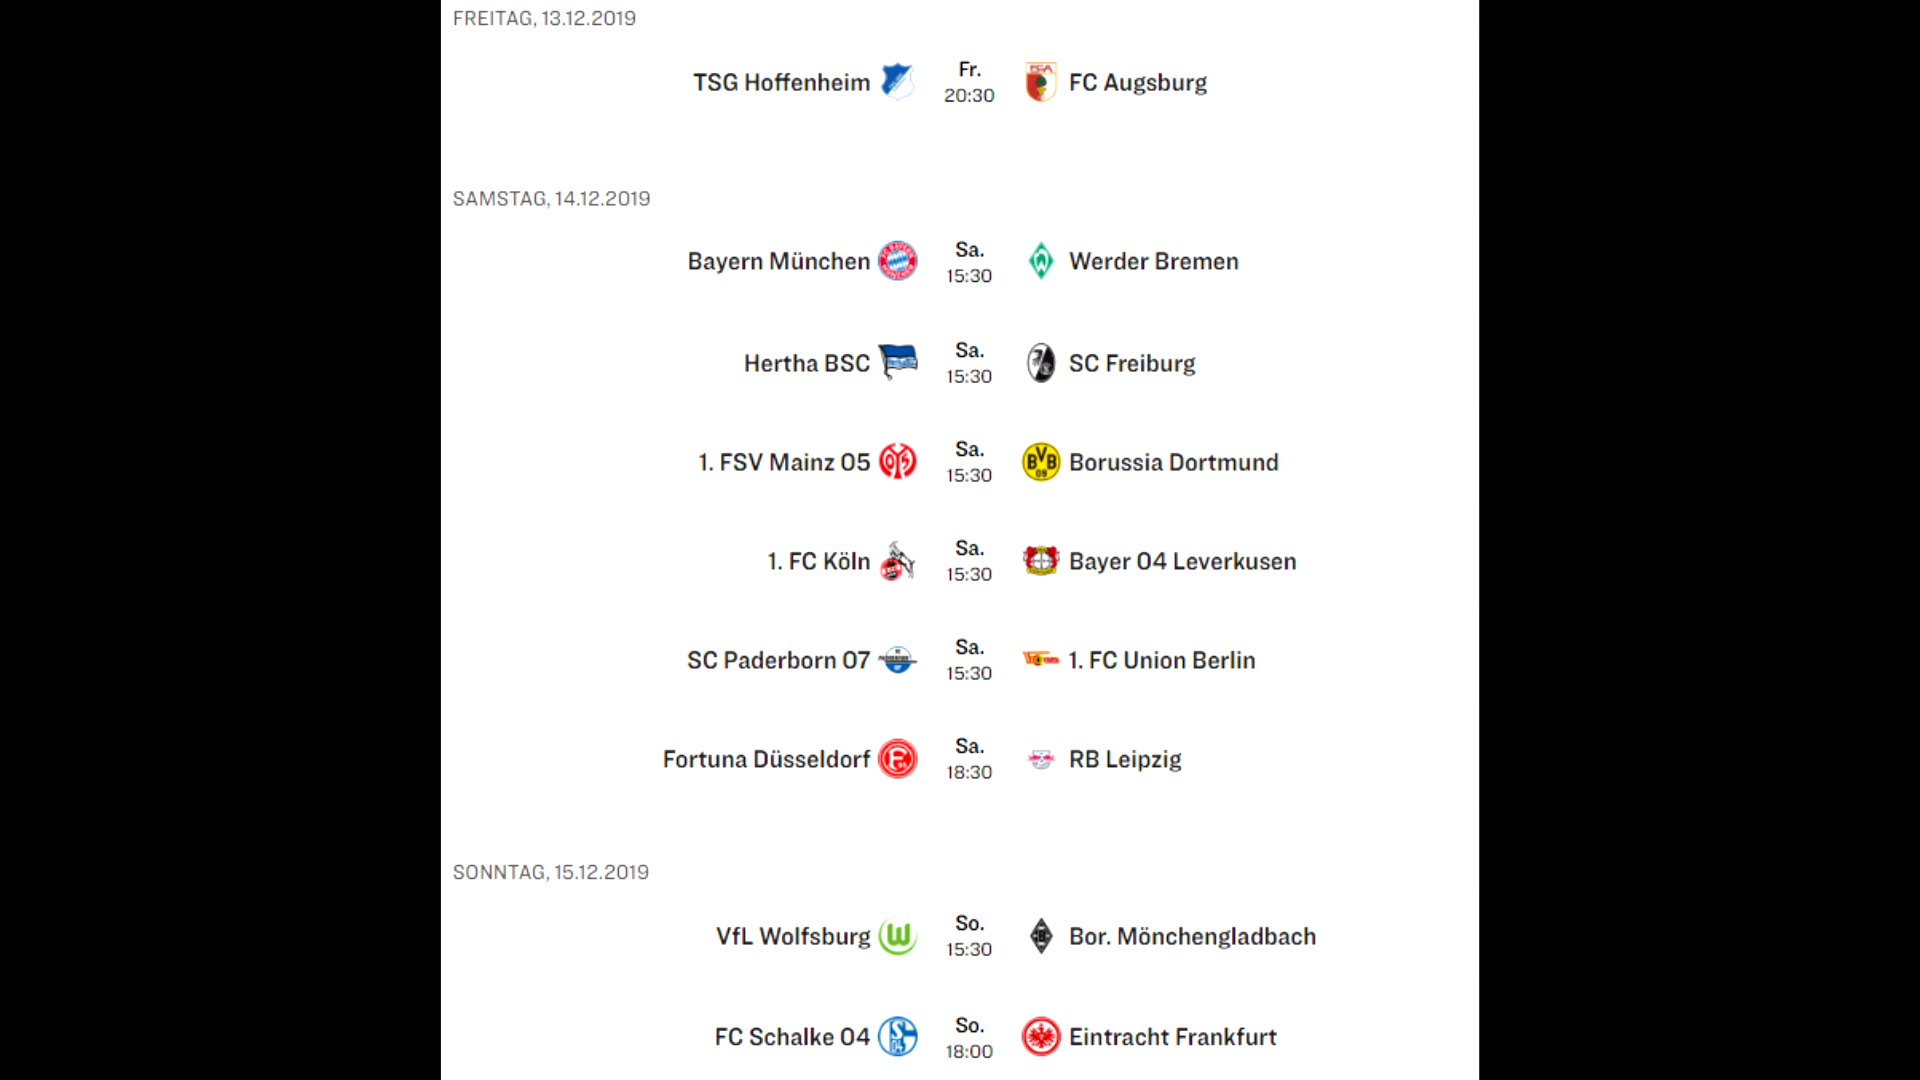 FREITAG, 13.12.2019
TSG Hoffenheim Fr. 20:30 FC Augsburg
SAMSTAG, 14.12.2019
Bayern München Sa. 15:30 Werder Bremen
Hertha BSC Sa. 15:30 SC Freiburg
1. FSV Mainz 05 Sa. 15:30 Borussia Dortmund
1. FC Köln Sa. 15:30 Bayer 04 Leverkusen
SC Paderborn 07 Sa. 15:30 1. FC Union Berlin
Fortuna Düsseldorf Sa. 18:30 RB Leipzig
SONNTAG, 15.12.2019
VfL Wolfsburg So. 15:30 Bor. Mönchengladbach
FC Schalke 04 So. 18:00 Eintracht Frankfurt